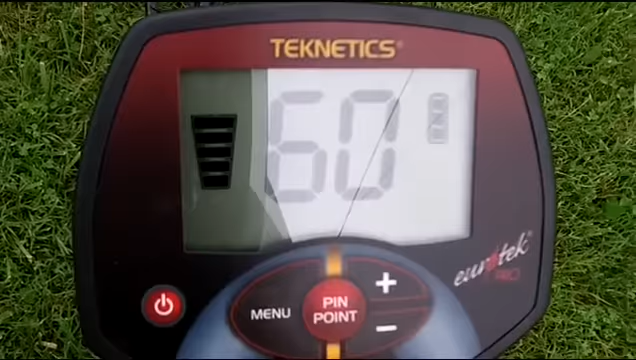 TEKNETICS®
60
eurotek
PRO
MENU
PIN
POINT
+
−